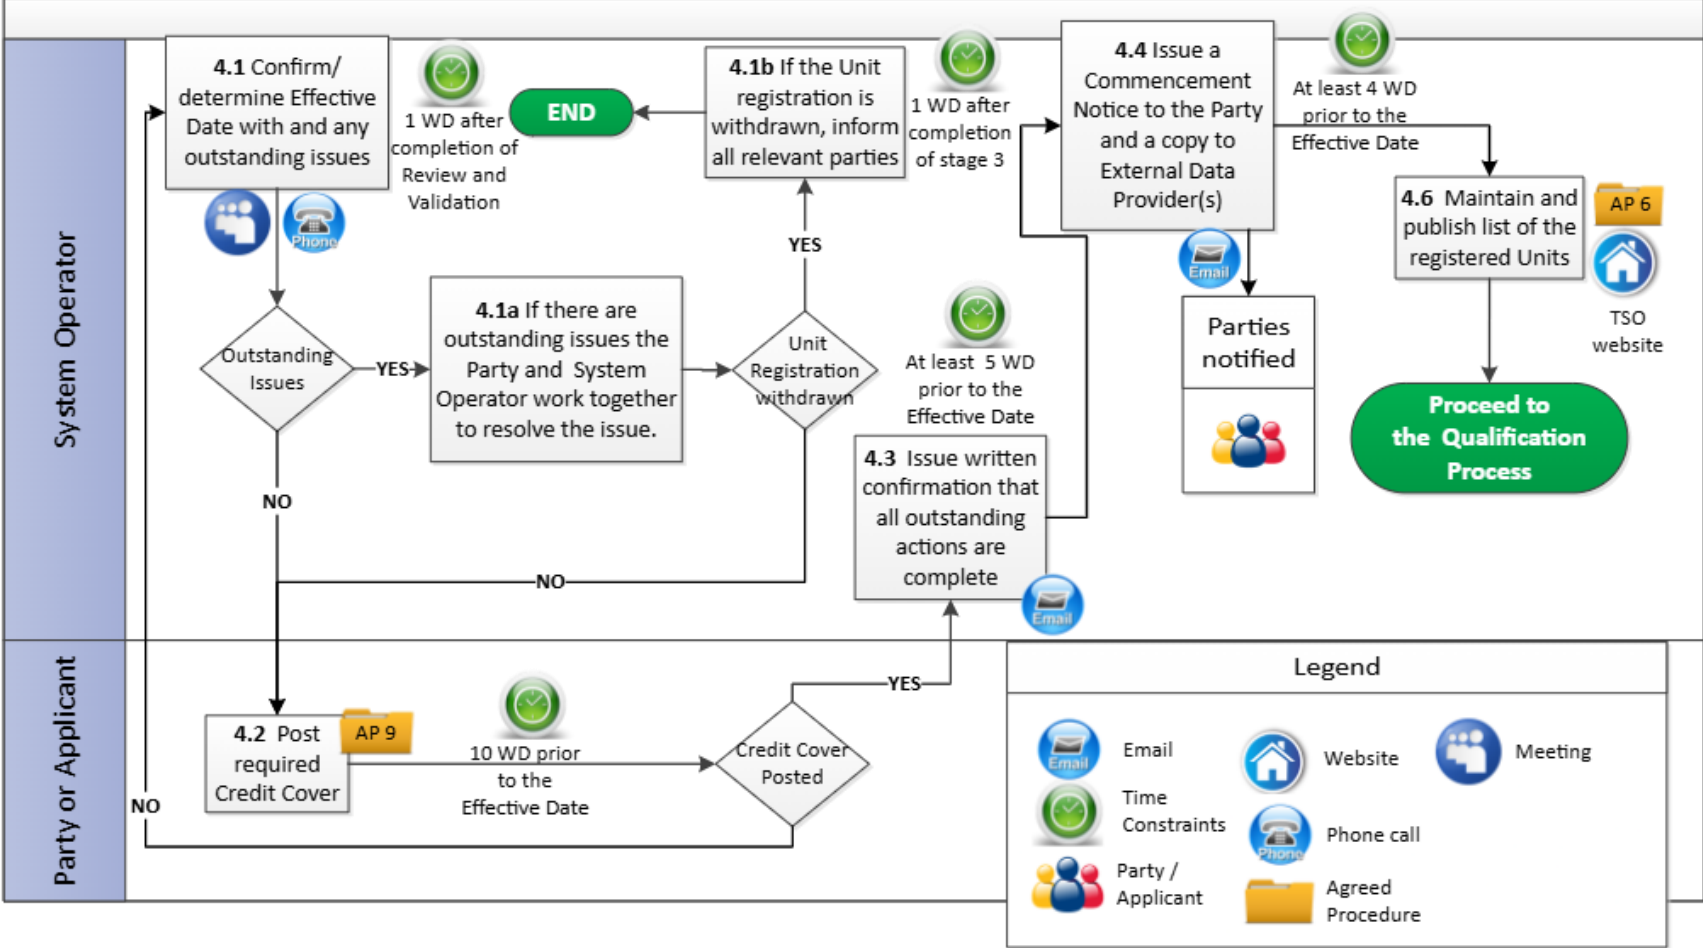 System Operator
4.1 Confirm/
determine Effective
Date with and any
outstanding issues
1 WD after
completion of
Review and
Validation
Phone
END
4.1b If the Unit
registration is
withdrawn, inform
all relevant parties
1 WD after
completion
of stage 3
4.4 Issue a
Commencement
Notice to the Party
and a copy to
External Data
Provider(s)
Email
At least 4 WD
prior to the
Effective Date
4.6 Maintain and
publish list of the
registered Units
AP 6
TSO
website
Outstanding
Issues
YES
4.1a If there are
outstanding issues the
Party and System
Operator work together
to resolve the issue.
YES
Unit
Registration
withdrawn
At least 5 WD
prior to the
Effective Date
Parties
notified
Proceed to
the Qualification
Process
NO
4.3 Issue written
confirmation that
all outstanding
actions are
complete
Email
NO
Party or Applicant
4.2 Post
required
Credit Cover
AP 9
10 WD prior
to the
Effective Date
Credit Cover
Posted
YES
NO
Legend
Email
Email
Website
Meeting
Time
Constraints
Phone
Phone call
Party /
Applicant
Agreed
Procedure